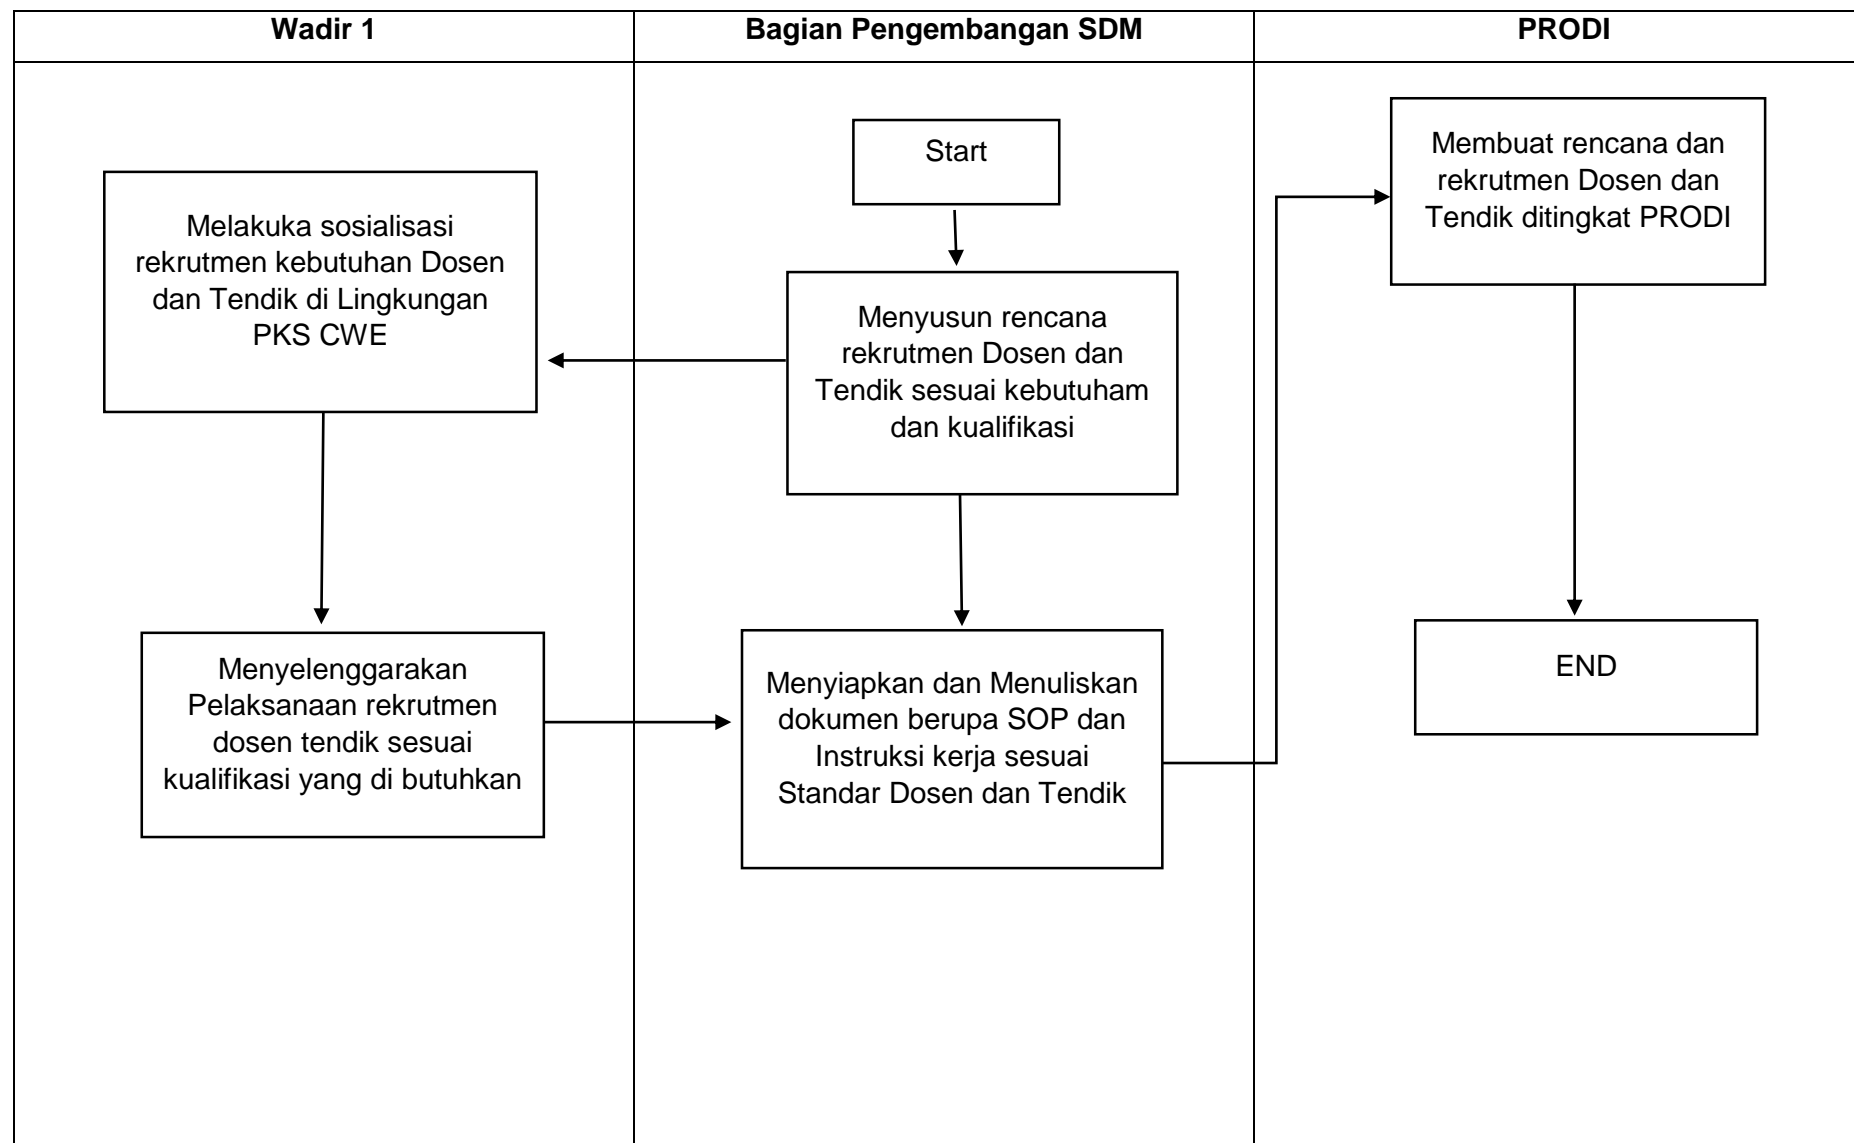 Wadir 1
Bagian Pengembangan SDM
PRODI
Melakuka sosialisasi
rekrutmen kebutuhan Dosen
dan Tendik di Lingkungan
PKS CWE
Menyelenggarakan
Pelaksanaan rekrutmen
dosen tendik sesuai
kualifikasi yang di butuhkan
Start
Menyusun rencana
rekrutmen Dosen dan
Tendik sesuai kebutuham
dan kualifikasi
Menyiapkan dan Menuliskan
dokumen berupa SOP dan
Instruksi kerja sesuai
Standar Dosen dan Tendik
Membuat rencana dan
rekrutmen Dosen dan
Tendik ditingkat PRODI
END